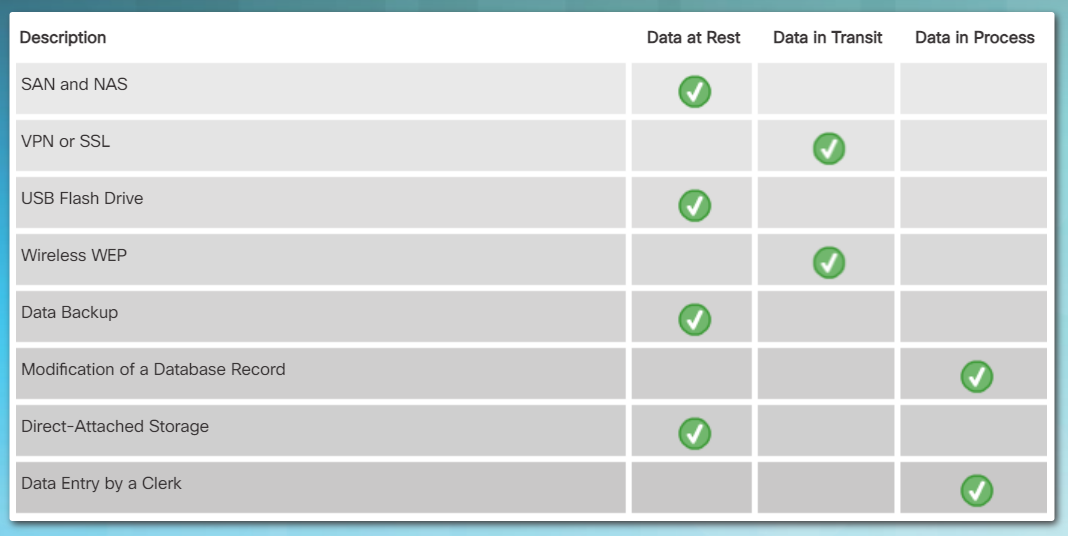 Description Data at Rest Data in Transit Data in Process
SAN and NAS
VPN or SSL
USB Flash Drive
Wireless WEP
Data Backup
Modification of a Database Record
Direct-Attached Storage
Data Entry by a Clerk